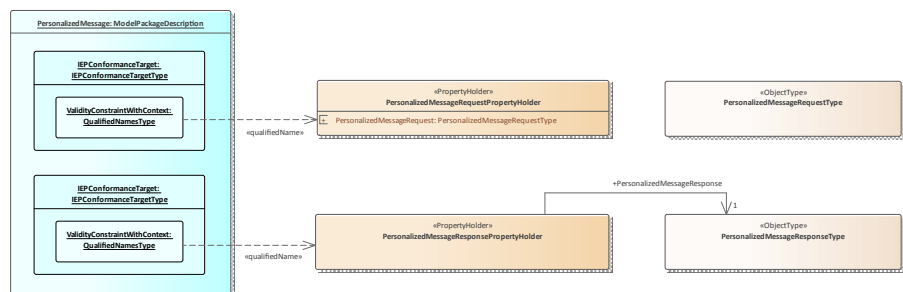 PersonalizedMessage: ModelPackageDescription
IEPConformanceTarget:
IEPConformanceTargetType
ValidityConstraintWithContext:
QualifiedNamesType
«qualifiedName»
«PropertyHolder»
PersonalizedMessageRequestPropertyHolder
+ PersonalizedMessageRequest: PersonalizedMessageRequestType
«ObjectType»
PersonalizedMessageRequestType
IEPConformanceTarget:
IEPConformanceTargetType
ValidityConstraintWithContext:
QualifiedNamesType
«qualifiedName»
+PersonalizedMessageResponse
1
«PropertyHolder»
PersonalizedMessageResponsePropertyHolder
«ObjectType»
PersonalizedMessageResponseType